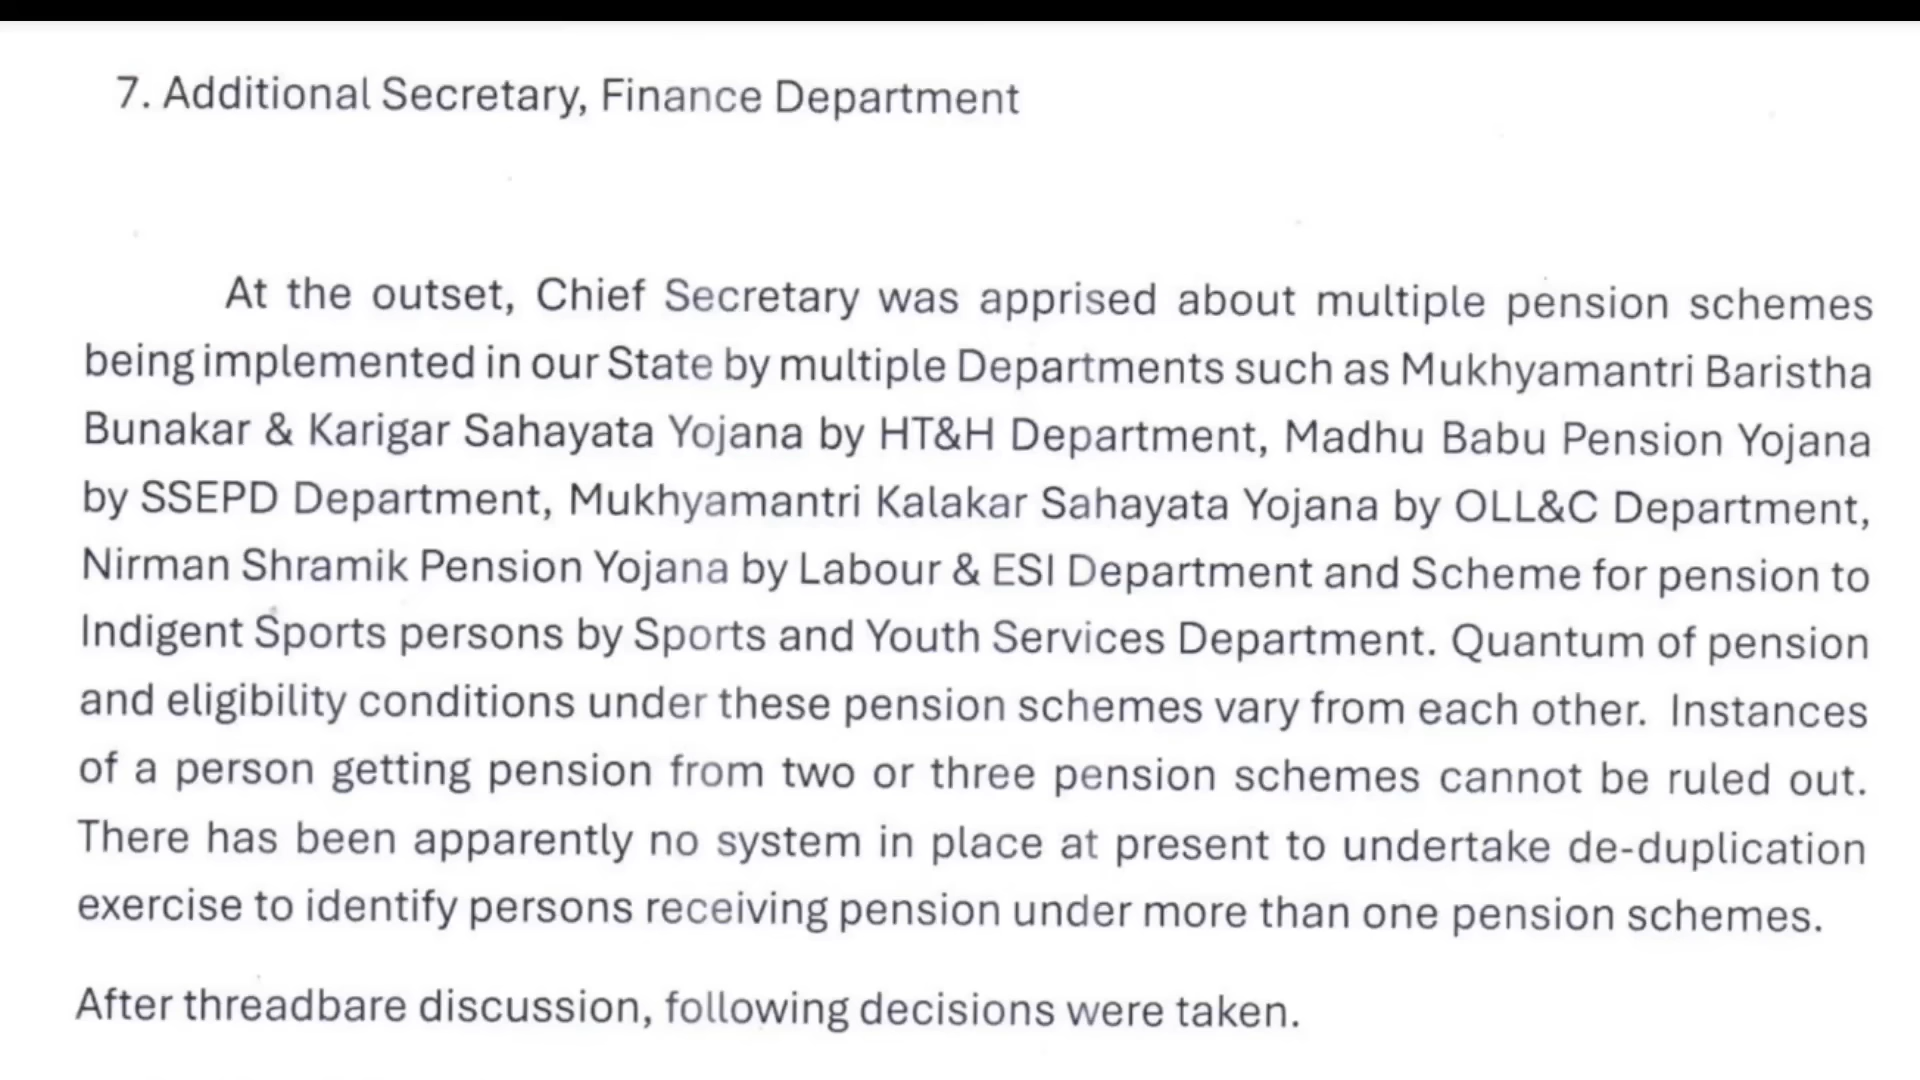 7. Additional Secretary, Finance Department
At the outset, Chief Secretary was apprised about multiple pension schemes
being implemented in our State by multiple Departments such as Mukhyamantri Baristha
Bunakar & Karigar Sahayata Yojana by HT&H Department, Madhu Babu Pension Yojana
by SSEPD Department, Mukhyamantri Kalakar Sahayata Yojana by OLL&C Department,
Nirman Shramik Pension Yojana by Labour & ESI Department and Scheme for pension to
Indigent Sports persons by Sports and Youth Services Department. Quantum of pension
and eligibility conditions under these pension schemes vary from each other. Instances
of a person getting pension from two or three pension schemes cannot be ruled out.
There has been apparently no system in place at present to undertake de-duplication
exercise to identify persons receiving pension under more than one pension schemes.
After threadbare discussion, following decisions were taken.